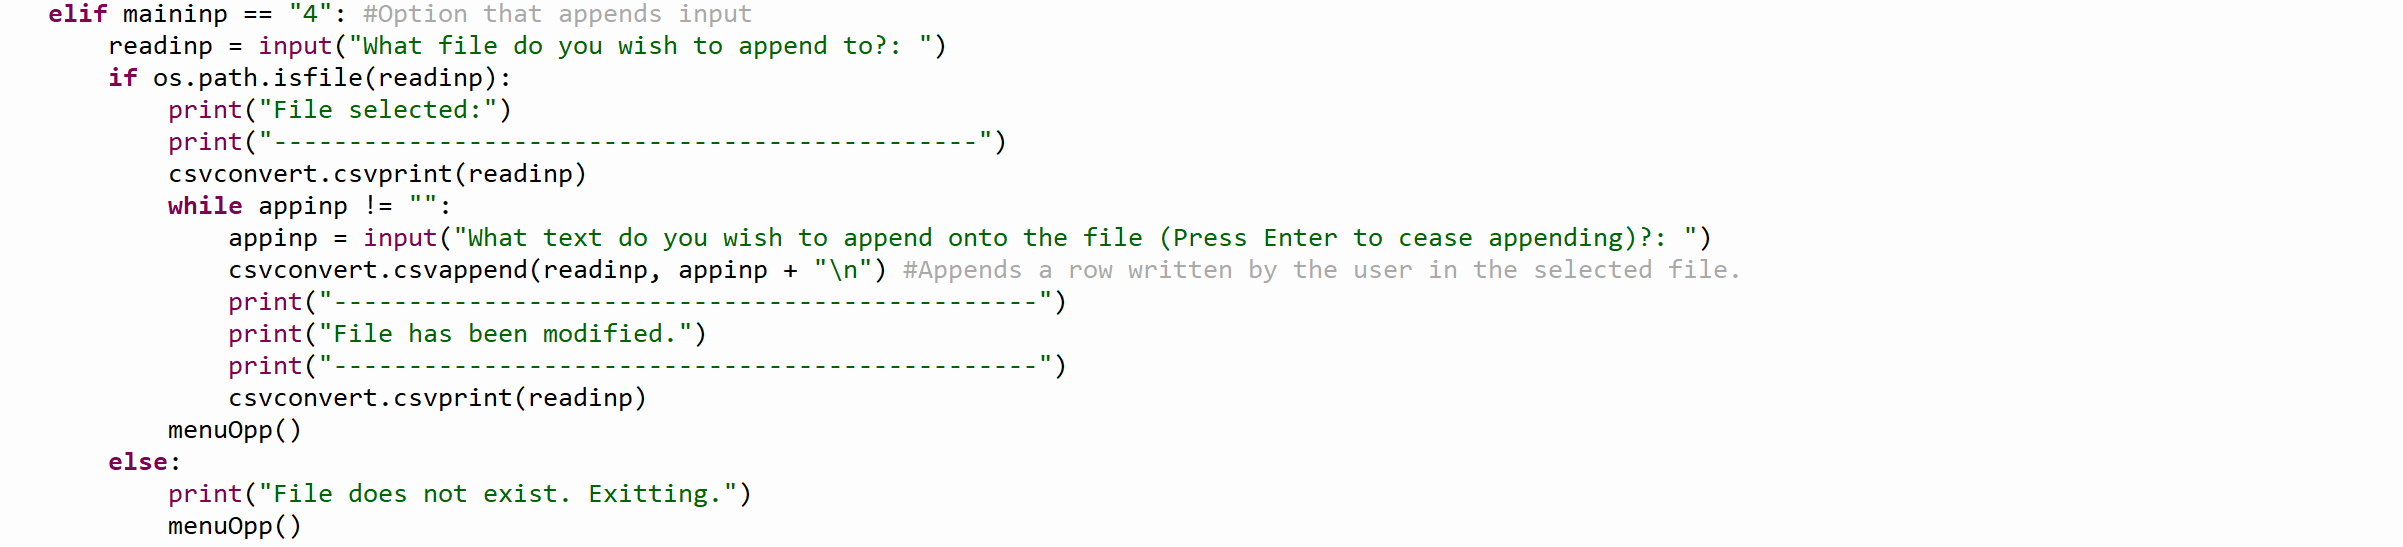 elif maininp == "4": #Option that appends input
readinp = input("What file do you wish to append to?: ")
if os.path.isfile(readinp):
print("File selected:")
print("-----------------------------------------------")
csvconvert.csvprint(readinp)
while appinp != "":
appinp = input("What text do you wish to append onto the file (Press Enter to cease appending)?: ")
csvconvert.csvappend(readinp, appinp + "\n") #Appends a row written by the user in the selected file.
print("-----------------------------------------------")
print("File has been modified.")
print("-----------------------------------------------")
csvconvert.csvprint(readinp)
menuOpp()
else:
print("File does not exist. Exitting.")
menuOpp()